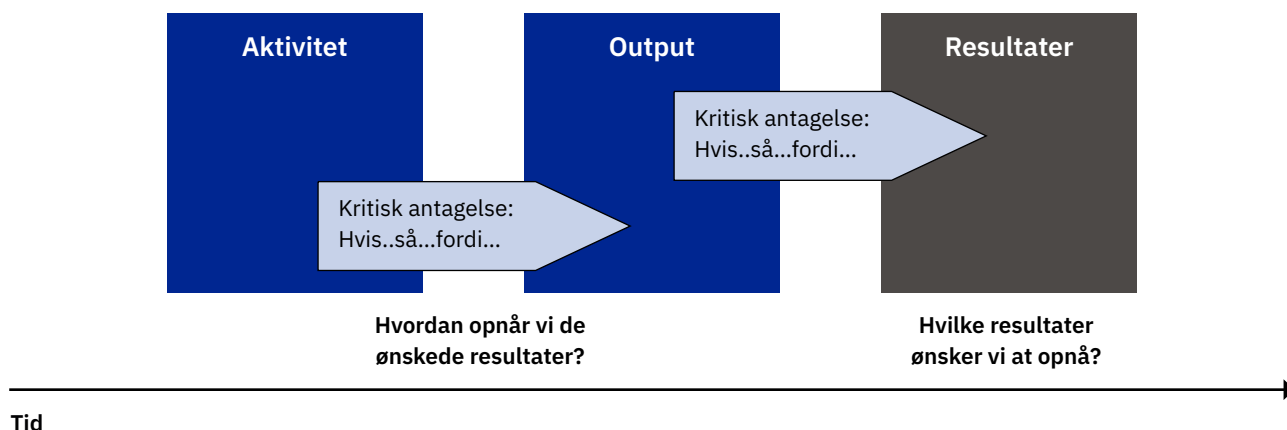 Aktivitet
Output
Resultater
Kritisk antagelse:
Hvis..så...fordi...
Kritisk antagelse:
Hvis..så...fordi...
Hvordan opnår vi de
ønskede resultater?
Hvilke resultater
ønsker vi at opnå?
Tid